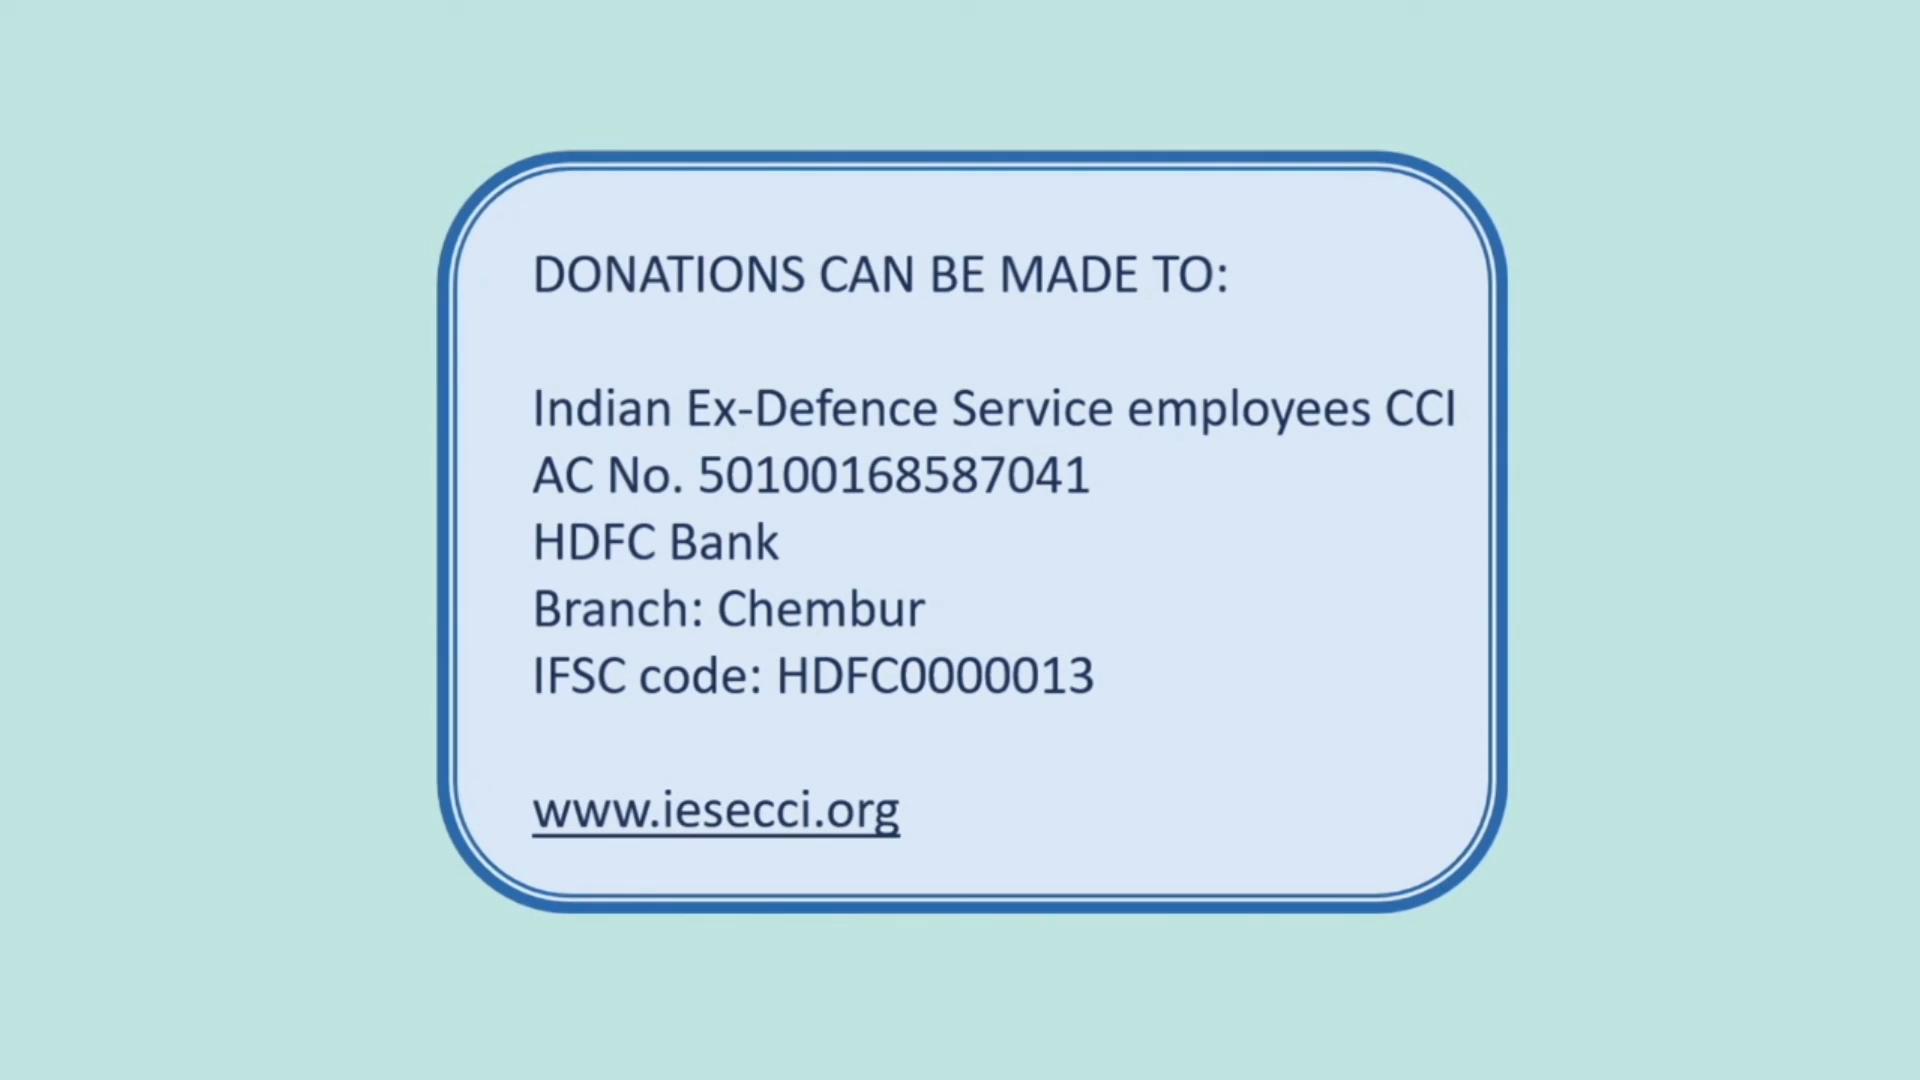 DONATIONS CAN BE MADE TO:
Indian Ex-Defence Service employees CCI
AC No. 50100168587041
HDFC Bank
Branch: Chembur
IFSC code: HDFC0000013
www.iesecci.org